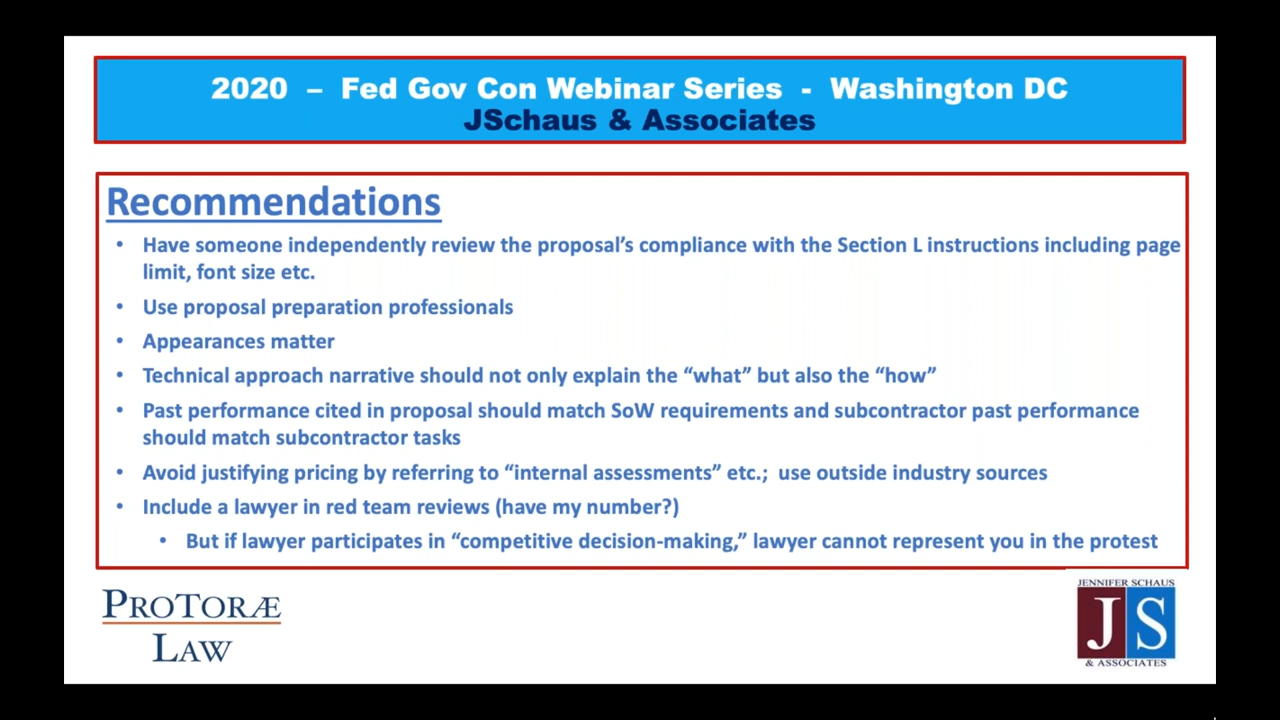 2020 – Fed Gov Con Webinar Series - Washington DC
JSchaus & Associates
Recommendations
• Have someone independently review the proposal’s compliance with the Section L instructions including page
limit, font size etc.
• Use proposal preparation professionals
• Appearances matter
• Technical approach narrative should not only explain the “what” but also the “how”
• Past performance cited in proposal should match SoW requirements and subcontractor past performance
should match subcontractor tasks
• Avoid justifying pricing by referring to “internal assessments” etc.; use outside industry sources
• Include a lawyer in red team reviews (have my number?)
• But if lawyer participates in “competitive decision-making,” lawyer cannot represent you in the protest
PROTORÆ
LAW
JENNIFER SCHAUS
JS
& ASSOCIATES